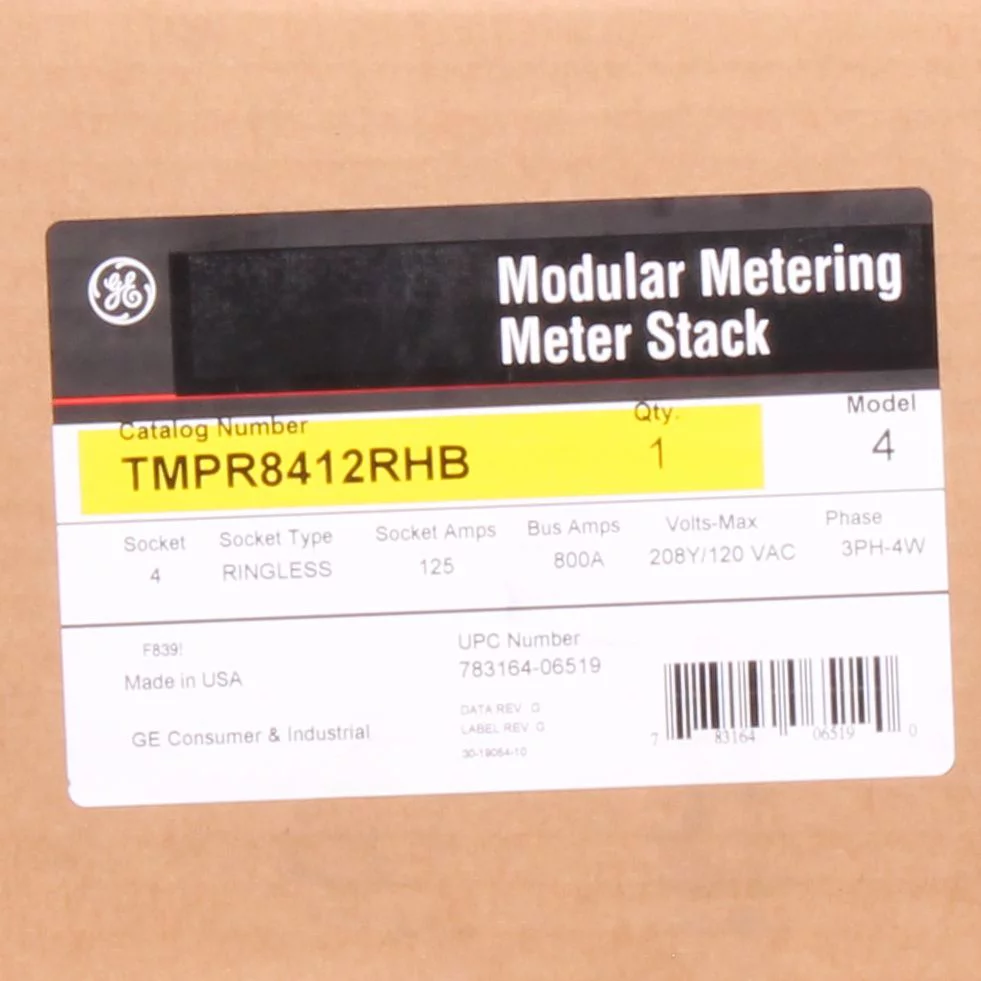 GE
Modular Metering
Meter Stack
Catalog Number Qty. Model
TMPR8412RHB 1 4
Socket Socket Type Socket Amps Bus Amps Volts-Max Phase
4 RINGLESS 125 800A 208Y/120 VAC 3PH-4W
F839!
Made in USA
GE Consumer & Industrial
UPC Number
783164-06519
DATA REV G
LABEL REV G
30-19064-10
7 83164 06519 0